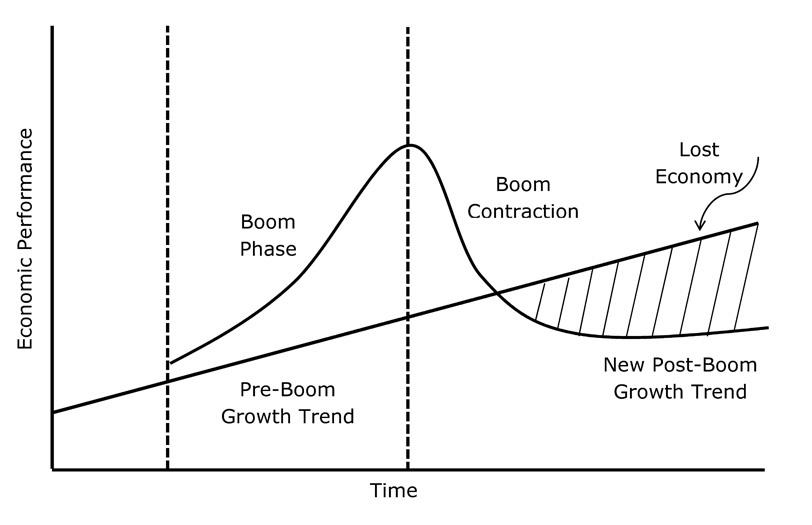 Economic Performance
Boom
Phase
Boom
Contraction
Lost
Economy
Pre-Boom
Growth Trend
New Post-Boom
Growth Trend
Time